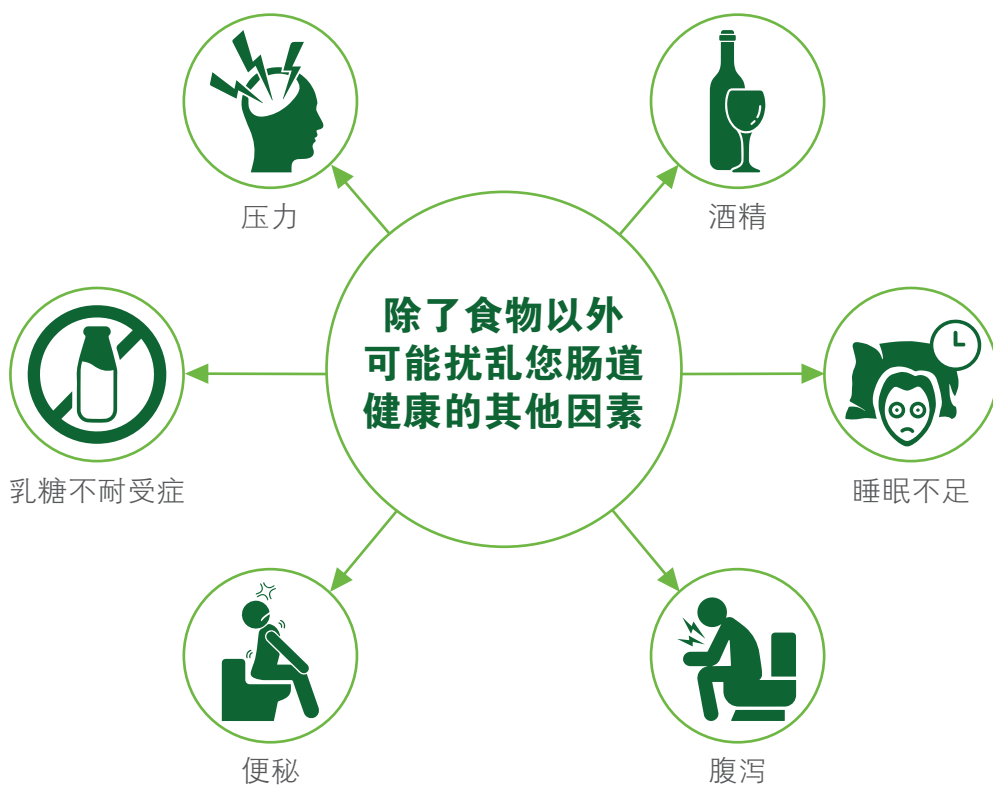 压力
酒精
除了食物以外
可能扰乱您肠道
健康的其他因素
乳糖不耐受症
睡眠不足
便秘
腹泻